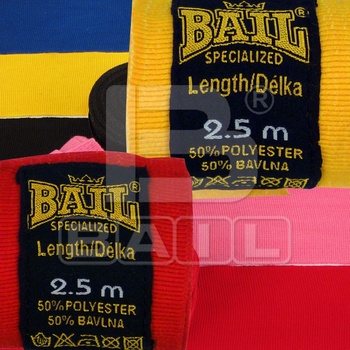 BAIL
SPECIALIZED
Length/Délka
2.5 m
50% POLYESTER
50% BAVLNA
BAIL
SPECIALIZED
Length/Délka
2.5 m
50% POLYESTER
50% BAVLNA
B®
BAIL